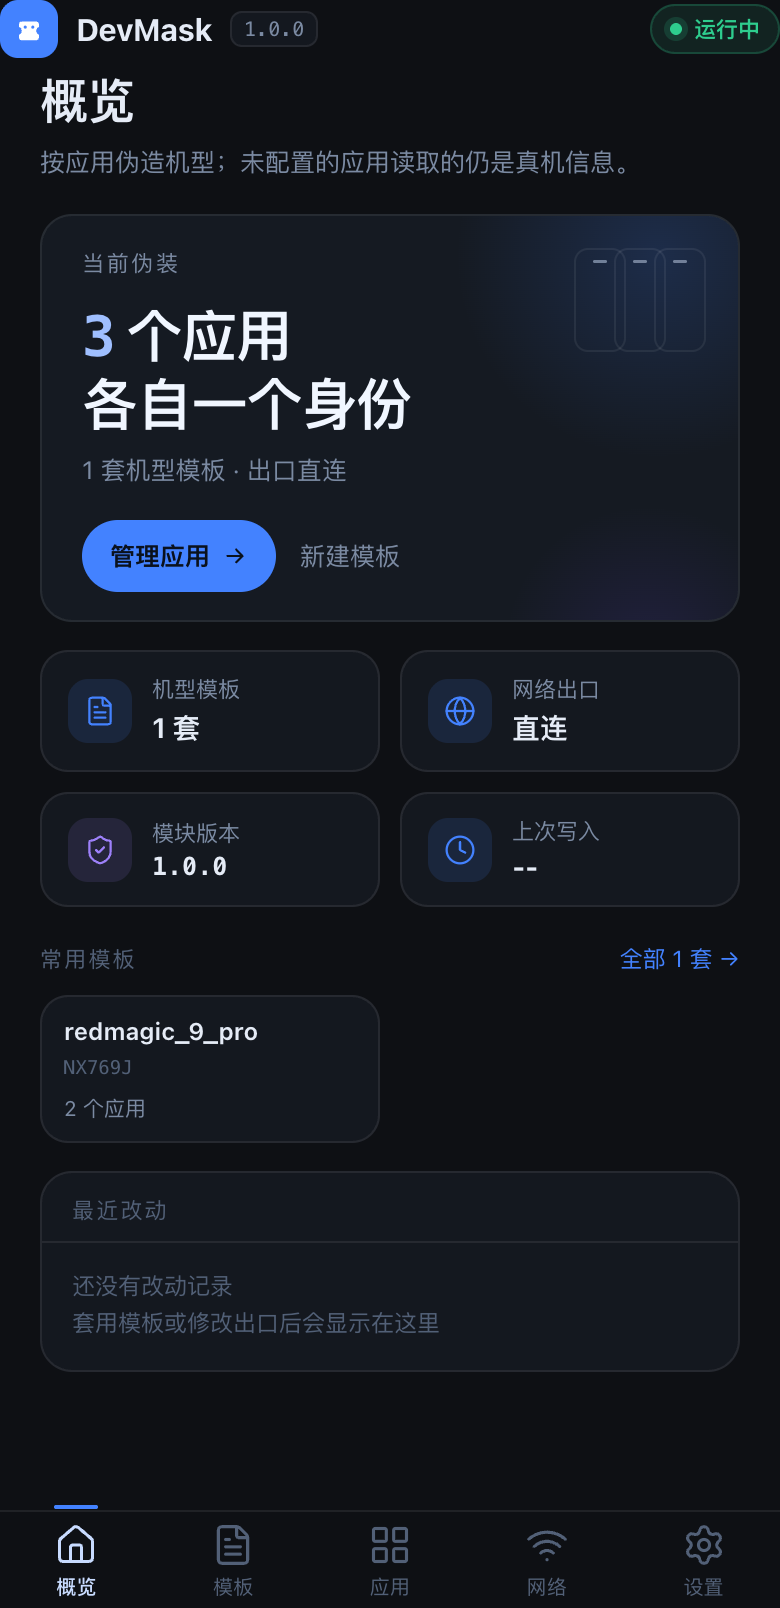 DevMask 1.0.0 运行中
概览
按应用伪造机型；未配置的应用读取的仍是真机信息。
当前伪装
3 个应用
各自一个身份
1 套机型模板 · 出口直连
管理应用 → 新建模板
机型模板
1 套
网络出口
直连
模块版本
1.0.0
上次写入
--
常用模板 全部 1 套 →
redmagic_9_pro
NX769J
2 个应用
最近改动
还没有改动记录
套用模板或修改出口后会显示在这里
概览 模板 应用 网络 设置